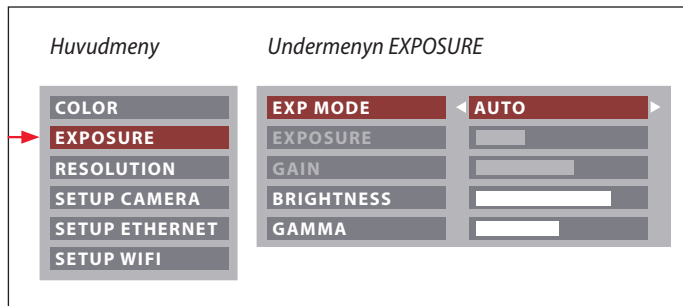 Huvudmeny
Undermenyn EXPOSURE
COLOR
EXPOSURE
RESOLUTION
SETUP CAMERA
SETUP ETHERNET
SETUP WIFI
EXP MODE AUTO
EXPOSURE
GAIN
BRIGHTNESS
GAMMA